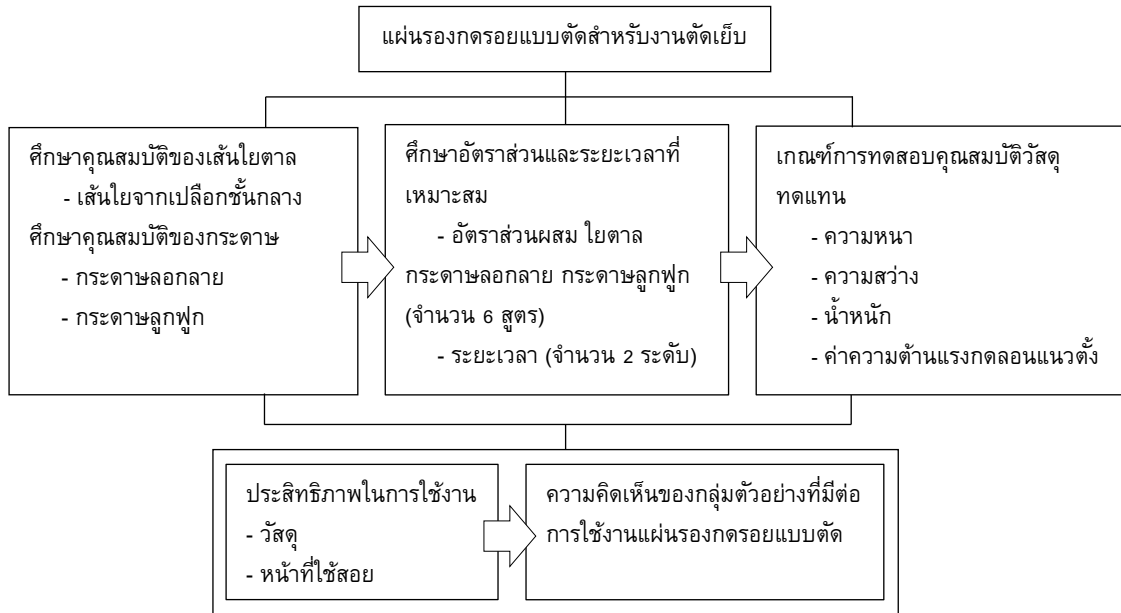 แผ่นรองกดรอยแบบตัดสำหรับงานตัดเย็บ
ศึกษาคุณสมบัติของเส้นใยตาล
- เส้นใยจากเปลือกชั้นกลาง
ศึกษาคุณสมบัติของกระดาษ
- กระดาษลอกลาย
- กระดาษลูกฟูก
ศึกษาอัตราส่วนและระยะเวลาที่
เหมาะสม
- อัตราส่วนผสม ใยตาล
กระดาษลอกลาย กระดาษลูกฟูก
(จำนวน 6 สูตร)
- ระยะเวลา (จำนวน 2 ระดับ)
เกณฑ์การทดสอบคุณสมบัติวัสดุ
ทดแทน
- ความหนา
- ความสว่าง
- น้ำหนัก
- ค่าความต้านแรงกดลอนแนวตั้ง
ประสิทธิภาพในการใช้งาน
- วัสดุ
- หน้าที่ใช้สอย
ความคิดเห็นของกลุ่มตัวอย่างที่มีต่อ
การใช้งานแผ่นรองกดรอยแบบตัด